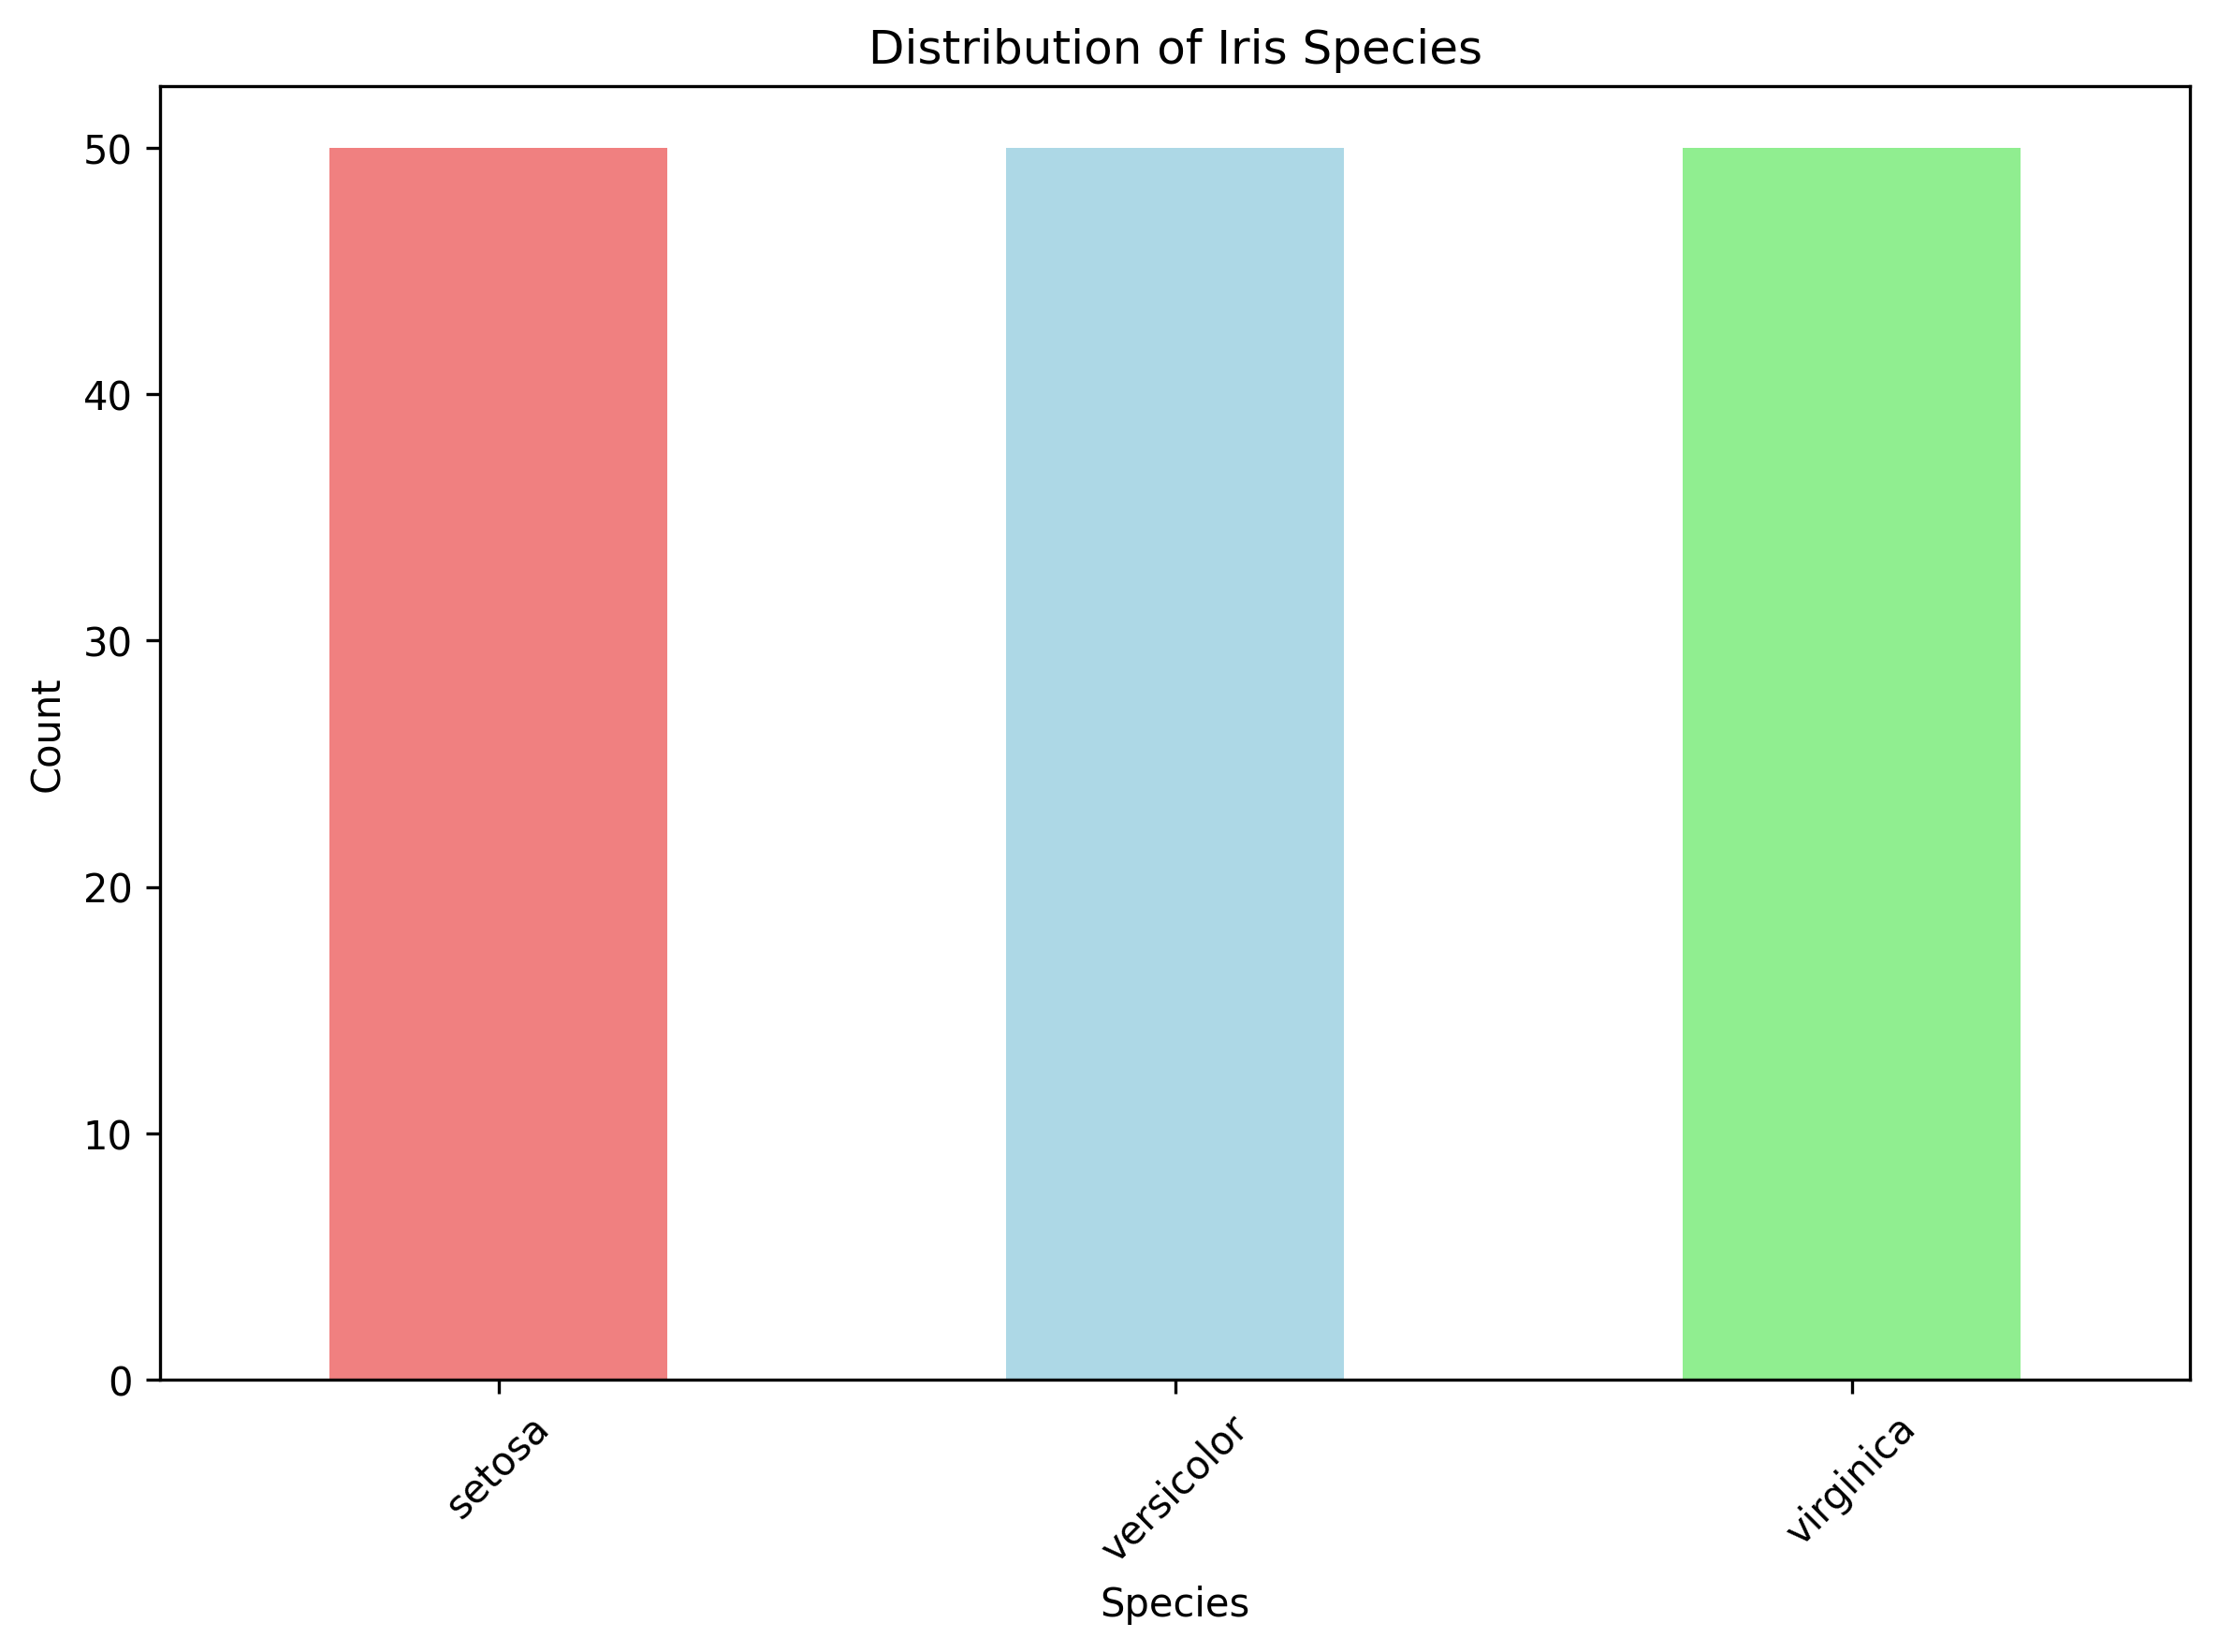 Distribution of Iris Species
50
40
30
20
10
0
Count
setosa
versicolor
virginica
Species